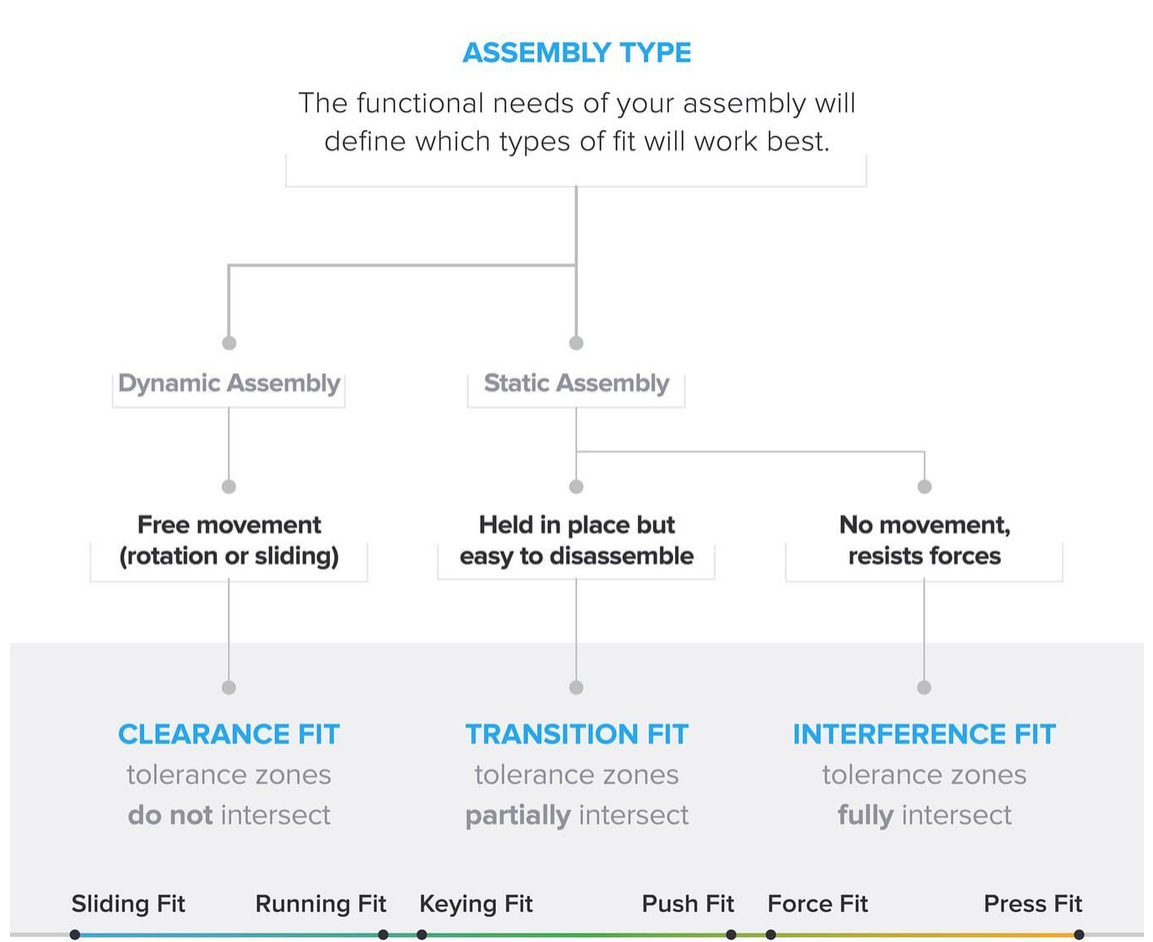 ASSEMBLY TYPE
The functional needs of your assembly will
define which types of fit will work best.
Dynamic Assembly
Static Assembly
Free movement
(rotation or sliding)
Held in place but
easy to disassemble
No movement,
resists forces
CLEARANCE FIT
tolerance zones
do not intersect
TRANSITION FIT
tolerance zones
partially intersect
INTERFERENCE FIT
tolerance zones
fully intersect
Sliding Fit
Running Fit
Keying Fit
Push Fit
Force Fit
Press Fit